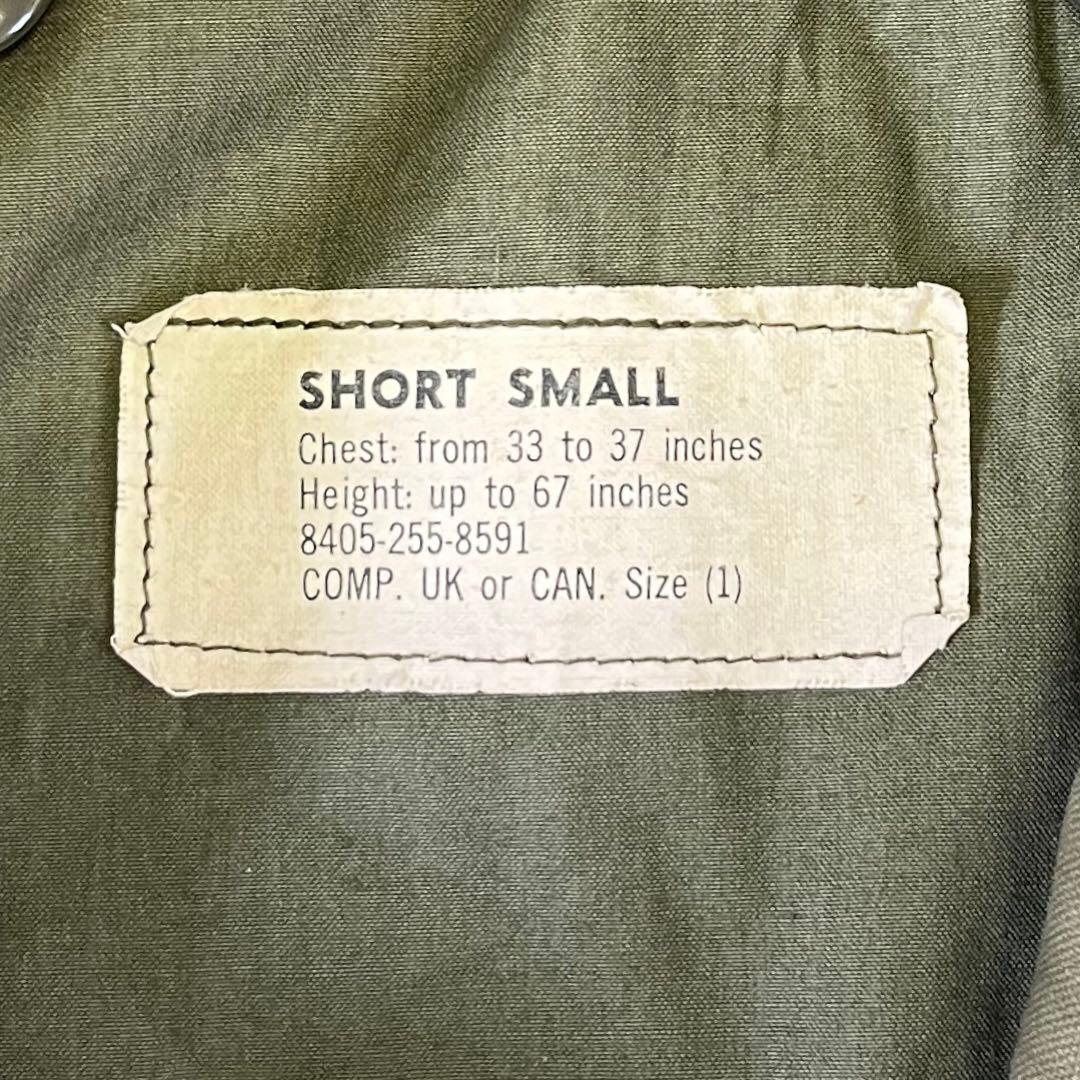 SHORT SMALL
Chest: from 33 to 37 inches
Height: up to 67 inches
8405-255-8591
COMP. UK or CAN. Size (1)